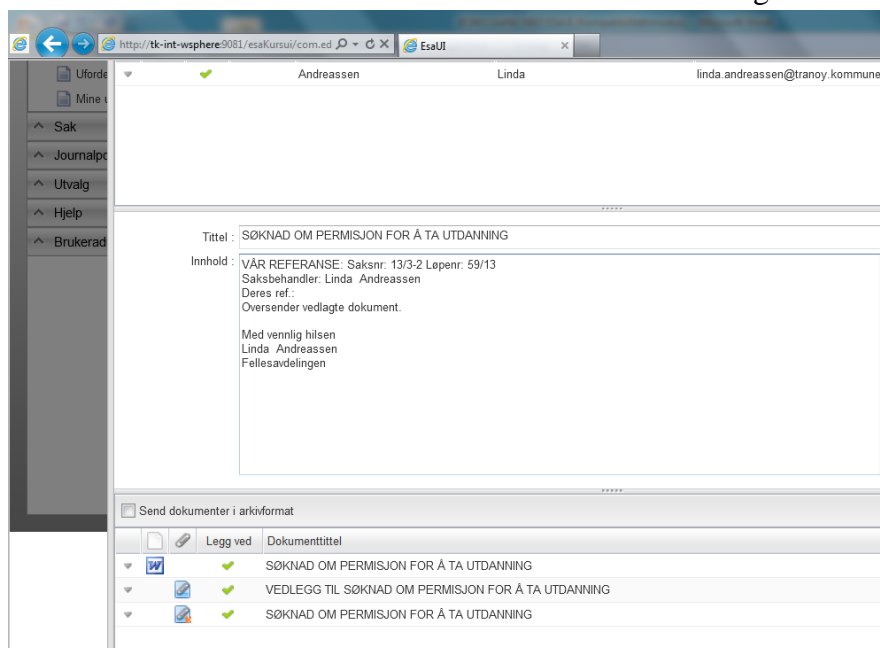 http://tk-int-wsphere:9081/esaKursui/com.ed
EsaUI
Uforde
Mine
Andreassen Linda linda.andreassen@tranoy.kommune
Sak
Journalpo
Utvalg
Hjelp
Brukerad
Tittel : SØKNAD OM PERMISJON FOR Å TA UTDANNING
Innhold : VÅR REFERANSE: Saksnr: 13/3-2 Løpenr: 59/13
Saksbehandler: Linda Andreassen
Deres ref.:
Oversender vedlagte dokument.
Med vennlig hilsen
Linda Andreassen
Fellesavdelingen
Send dokumenter i arkivformat
Legg ved Dokumenttittel
SØKNAD OM PERMISJON FOR Å TA UTDANNING
VEDLEGG TIL SØKNAD OM PERMISJON FOR Å TA UTDANNING
SØKNAD OM PERMISJON FOR Å TA UTDANNING